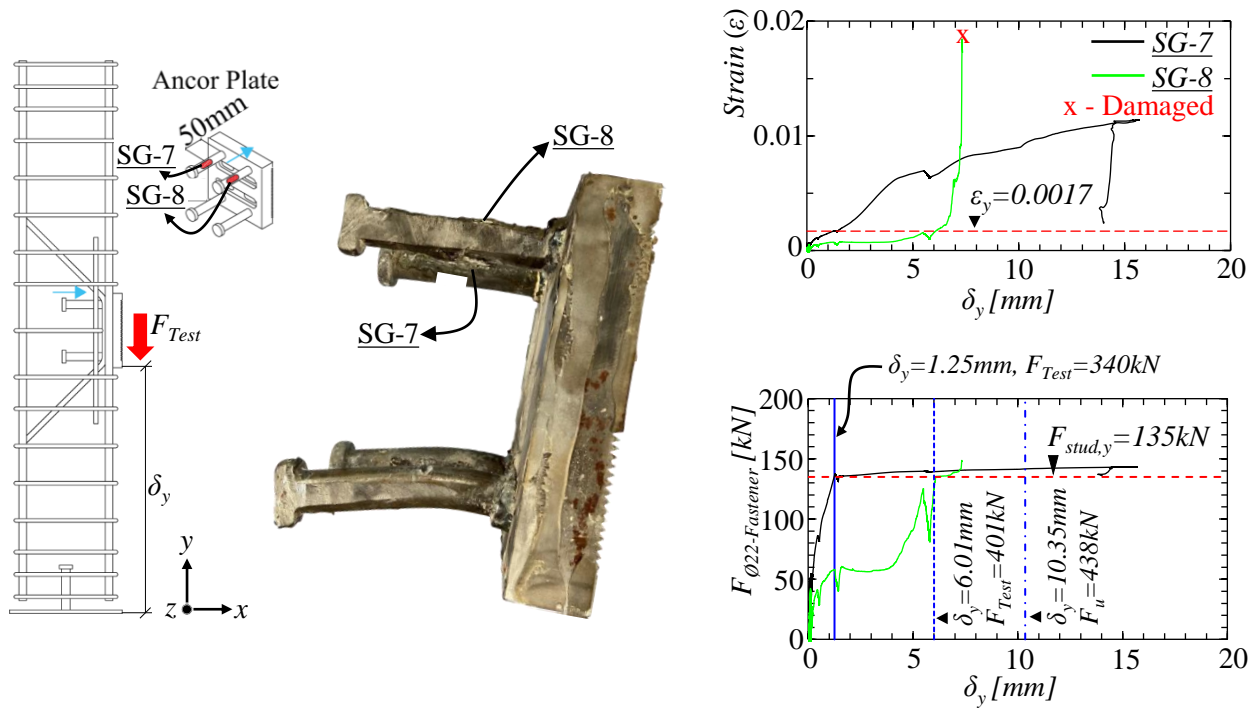 Ancor Plate
50mm
SG-7
SG-8
F_Test
δ_y
y
z
x
SG-8
SG-7
0.02
0.01
0
Strain (ε)
SG-7
SG-8
x - Damaged
x
ε_y=0.0017
0 5 10 15 20
δ_y [mm]
δ_y=1.25mm, F_Test=340kN
200
150
100
50
0
F_Ø22-Fastener [kN]
F_stud,y=135kN
δ_y=6.01mm
F_Test=401kN
δ_y=10.35mm
F_u=438kN
0 5 10 15 20
δ_y [mm]